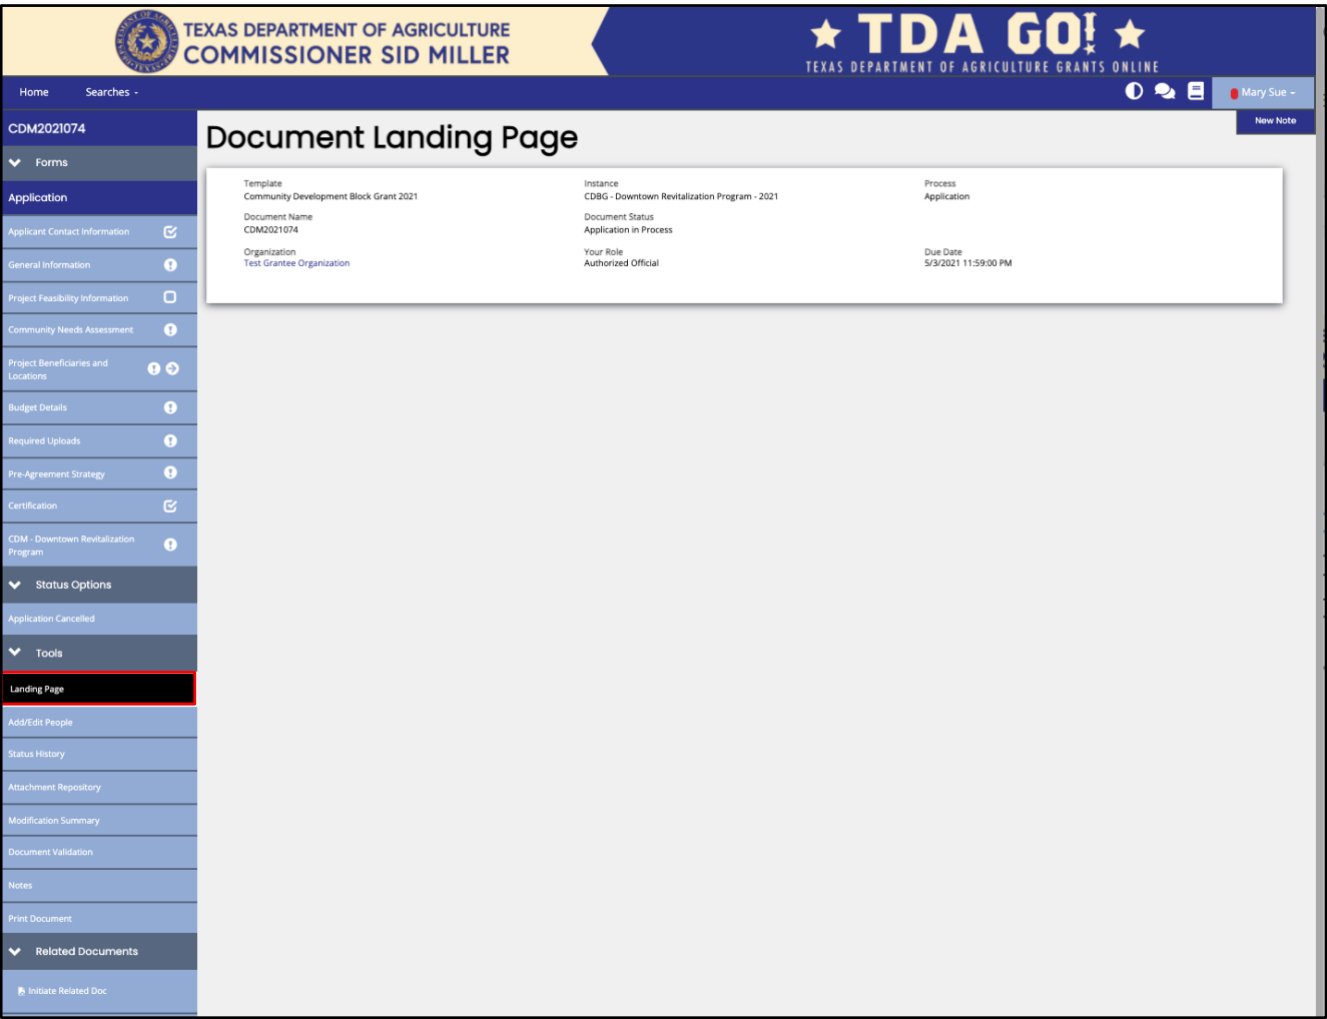 TEXAS DEPARTMENT OF AGRICULTURE
COMMISSIONER SID MILLER
TDA GO!
TEXAS DEPARTMENT OF AGRICULTURE GRANTS ONLINE
Home
Searches
Mary Sue
New Note
CDM2021074
Forms
Application
Applicant Contact Information
General Information
Project Feasibility Information
Community Needs Assessment
Project Beneficiaries and
Locations
Budget Details
Required Uploads
Pre-Agreement Strategy
Certification
CDM - Downtown Revitalization
Program
Status Options
Application Cancelled
Tools
Landing Page
Add/Edit People
Status History
Attachment Repository
Modification Summary
Document Validation
Notes
Print Document
Related Documents
Initiate Related Doc
Document Landing Page
Template
Community Development Block Grant 2021
Instance
CDBG - Downtown Revitalization Program - 2021
Process
Application
Document Name
CDM2021074
Document Status
Application in Process
Organization
Test Grantee Organization
Your Role
Authorized Official
Due Date
5/3/2021 11:59:00 PM